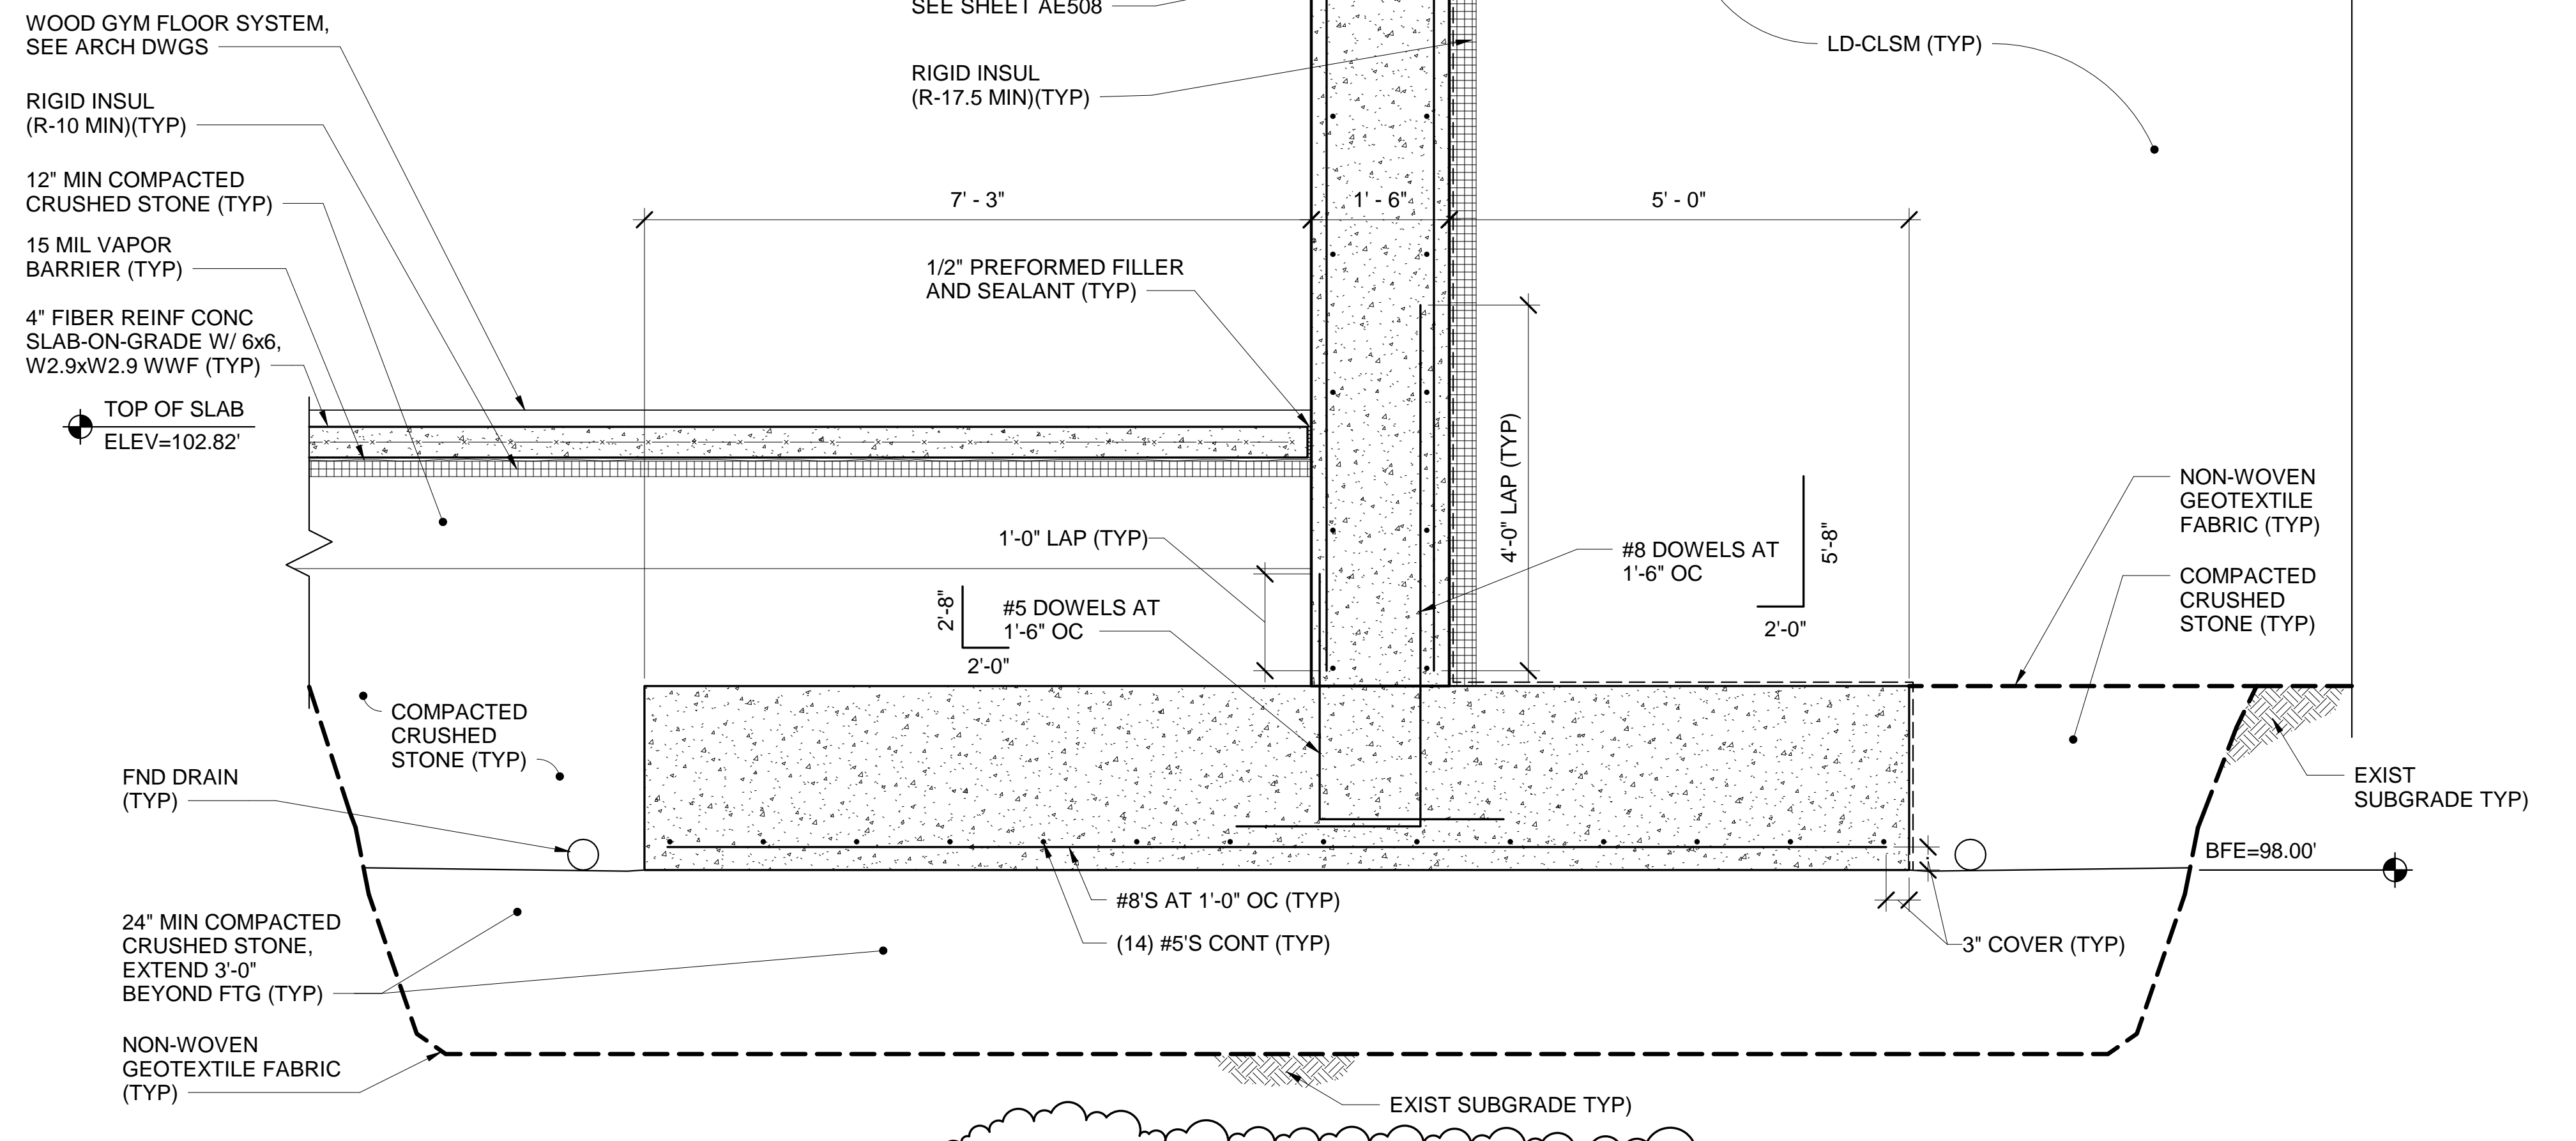 WOOD GYM FLOOR SYSTEM,
SEE ARCH DWGS
RIGID INSUL
(R-10 MIN)(TYP)
12" MIN COMPACTED
CRUSHED STONE (TYP)
15 MIL VAPOR
BARRIER (TYP)
4" FIBER REINF CONC
SLAB-ON-GRADE W/ 6x6,
W2.9xW2.9 WWF (TYP)
TOP OF SLAB
ELEV=102.82'
SEE SHEET AE508
RIGID INSUL
(R-17.5 MIN)(TYP)
LD-CLSM (TYP)
7' - 3"
1' - 6"
5' - 0"
1/2" PREFORMED FILLER
AND SEALANT (TYP)
4'-0" LAP (TYP)
1'-0" LAP (TYP)
#5 DOWELS AT
1'-6" OC
2'-8"
2'-0"
#8 DOWELS AT
1'-6" OC
5'-8"
2'-0"
NON-WOVEN
GEOTEXTILE
FABRIC (TYP)
COMPACTED
CRUSHED
STONE (TYP)
COMPACTED
CRUSHED
STONE (TYP)
FND DRAIN
(TYP)
EXIST
SUBGRADE TYP)
BFE=98.00'
24" MIN COMPACTED
CRUSHED STONE,
EXTEND 3'-0"
BEYOND FTG (TYP)
#8'S AT 1'-0" OC (TYP)
(14) #5'S CONT (TYP)
3" COVER (TYP)
NON-WOVEN
GEOTEXTILE FABRIC
(TYP)
EXIST SUBGRADE TYP)